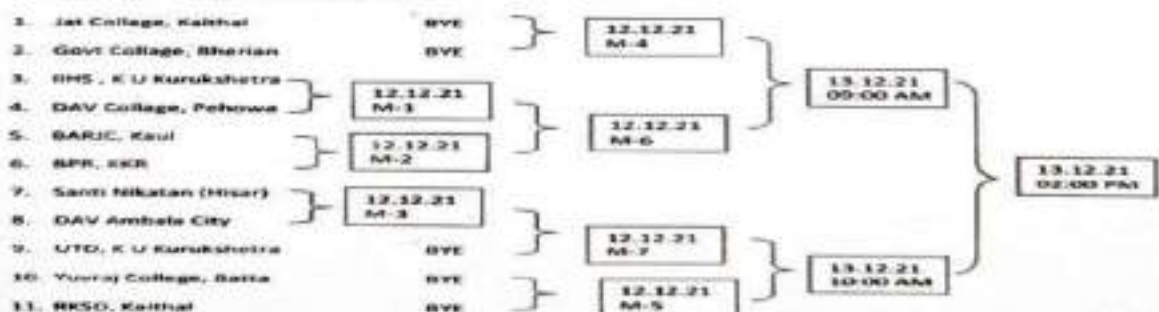 1. Jat Collage, Kaithal BYE
12.12.21
M-4
2. Govt Collage, Bherian BYE
3. IIHS, K U Kurukshetra
12.12.21
M-1
13.12.21
09:00 AM
4. DAV Collage, Pehowa
12.12.21
M-6
5. BARJC, Kaul
12.12.21
M-2
6. BPR, KKR
13.12.21
02:00 PM
7. Santi Nikatan (Hisar)
12.12.21
M-3
8. DAV Ambala City
9. UTD, K U Kurukshetra BYE
12.12.21
M-7
10. Yuvraj College, Batta BYE
13.12.21
10:00 AM
11. RKSD, Kaithal BYE
12.12.21
M-5